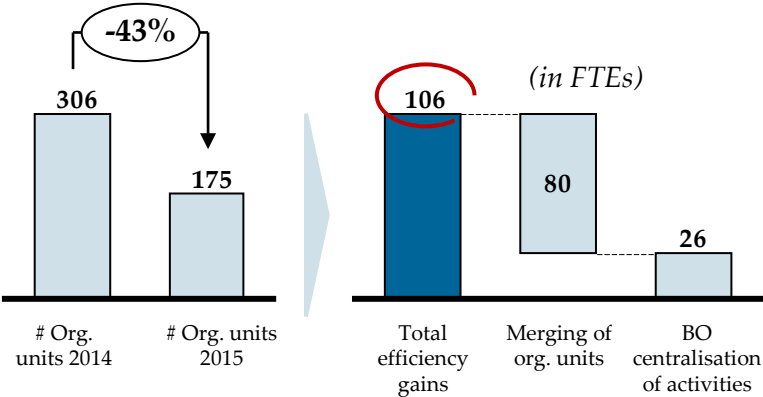 -43%
306
175
# Org.
units 2014
# Org. units
2015
(in FTEs)
106
80
26
Total
efficiency
gains
Merging of
org. units
BO
centralisation
of activities